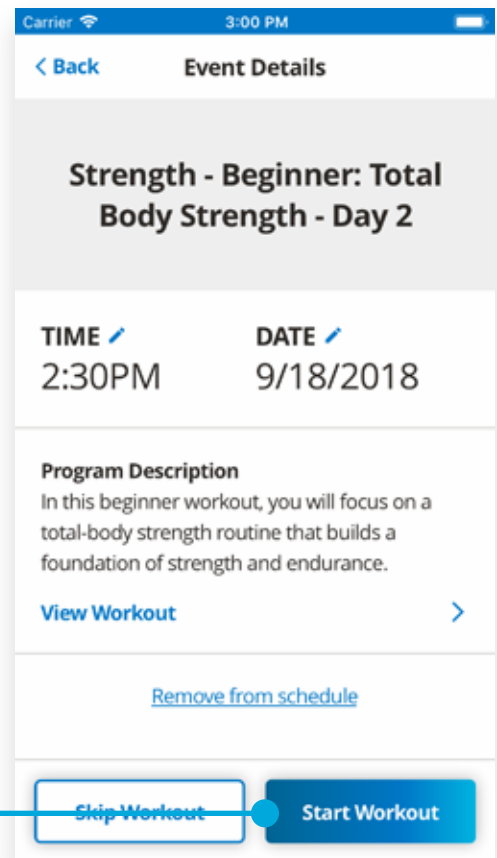 Carrier 3:00 PM
Back Event Details
Strength - Beginner: Total
Body Strength - Day 2
TIME DATE
2:30PM 9/18/2018
Program Description
In this beginner workout, you will focus on a
total-body strength routine that builds a
foundation of strength and endurance.
View Workout
Remove from schedule
Skip Workout Start Workout